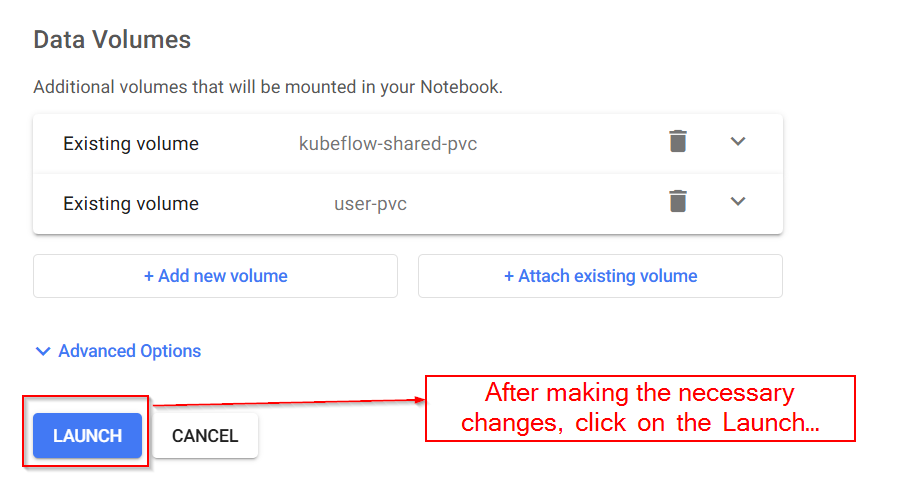 Data Volumes
Additional volumes that will be mounted in your Notebook.
Existing volume kubeflow-shared-pvc
Existing volume user-pvc
+ Add new volume + Attach existing volume
Advanced Options
After making the necessary
changes, click on the Launch...
LAUNCH CANCEL